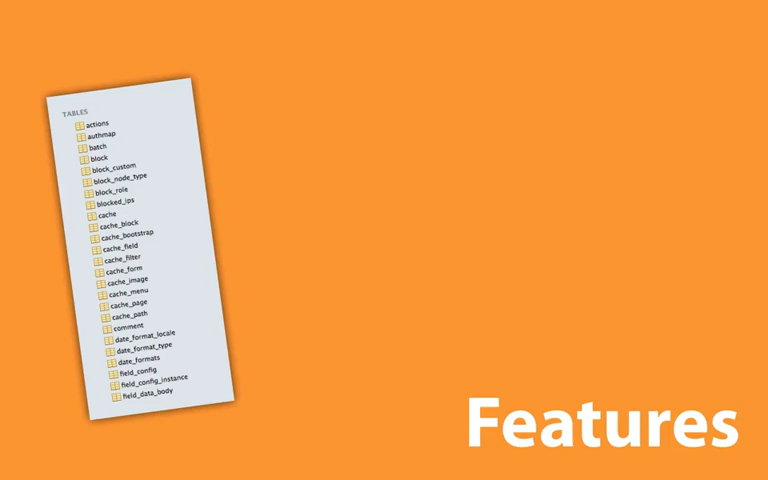 TABLES
actions
authmap
batch
block
block_custom
block_node_type
block_role
blocked_ips
cache
cache_block
cache_bootstrap
cache_field
cache_filter
cache_form
cache_image
cache_menu
cache_page
cache_path
comment
date_format_locale
date_format_type
date_formats
field_config
field_config_instance
field_data_body
Features